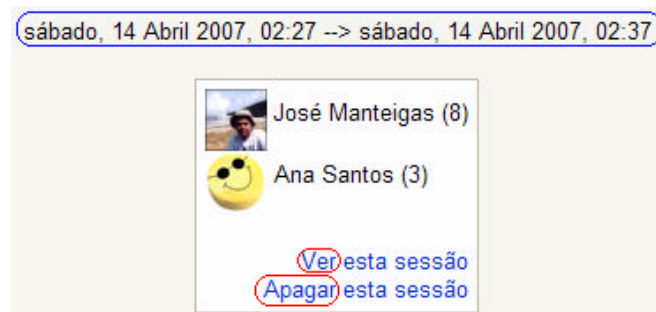 sábado, 14 Abril 2007, 02:27 --> sábado, 14 Abril 2007, 02:37
José Manteigas (8)
Ana Santos (3)
Ver esta sessão
Apagar esta sessão